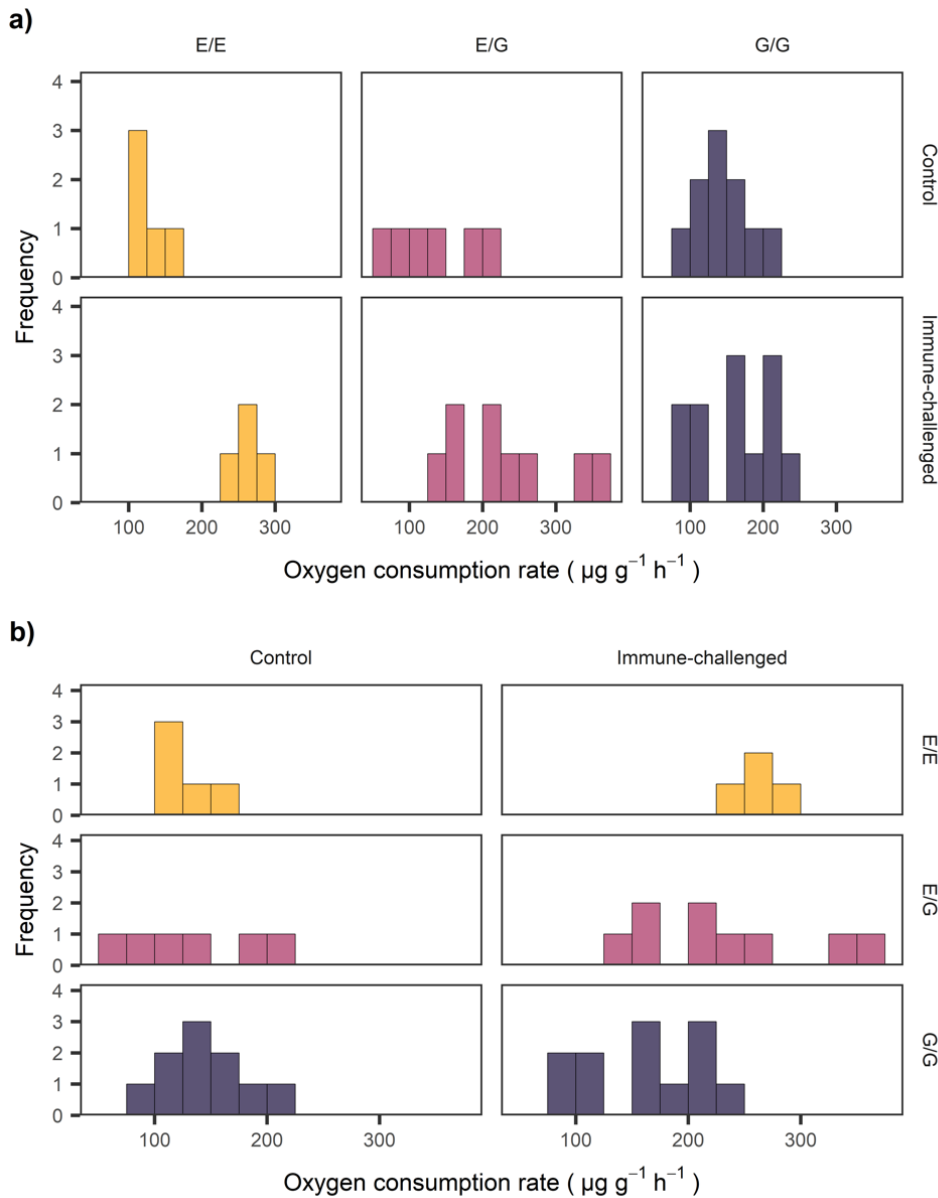 a)
E/E E/G G/G
4
3
2
1
0
Control
4
3
2
1
0
Immune-challenged
Frequency
100 200 300 100 200 300 100 200 300
Oxygen consumption rate ( µg g⁻¹ h⁻¹ )
b)
Control Immune-challenged
4
3
2
1
0
E/E
4
3
2
1
0
E/G
4
3
2
1
0
G/G
Frequency
100 200 300 100 200 300
Oxygen consumption rate ( µg g⁻¹ h⁻¹ )